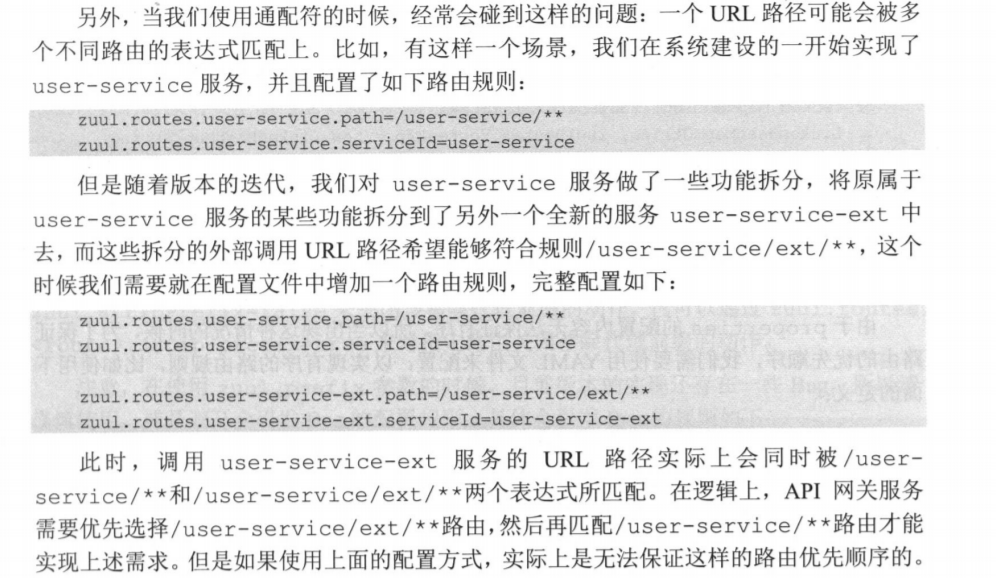 另外，当我们使用通配符的时候，经常会碰到这样的问题：一个 URL 路径可能会被多
个不同路由的表达式匹配上。比如，有这样一个场景，我们在系统建设的一开始实现了
user-service 服务，并且配置了如下路由规则：
zuul.routes.user-service.path=/user-service/**
zuul.routes.user-service.serviceId=user-service
但是随着版本的迭代，我们对 user-service 服务做了一些功能拆分，将原属于
user-service 服务的某些功能拆分到了另外一个全新的服务 user-service-ext 中
去，而这些拆分的外部调用 URL 路径希望能够符合规则/user-service/ext/**，这个
时候我们需要就在配置文件中增加一个路由规则，完整配置如下：
zuul.routes.user-service.path=/user-service/**
zuul.routes.user-service.serviceId=user-service
zuul.routes.user-service-ext.path=/user-service/ext/**
zuul.routes.user-service-ext.serviceId=user-service-ext
此时，调用 user-service-ext 服务的 URL 路径实际上会同时被/user-
service/**和/user-service/ext/**两个表达式所匹配。在逻辑上，API 网关服务
需要优先选择/user-service/ext/**路由,然后再匹配/user-service/**路由才能
实现上述需求。但是如果使用上面的配置方式，实际上是无法保证这样的路由优先顺序的。